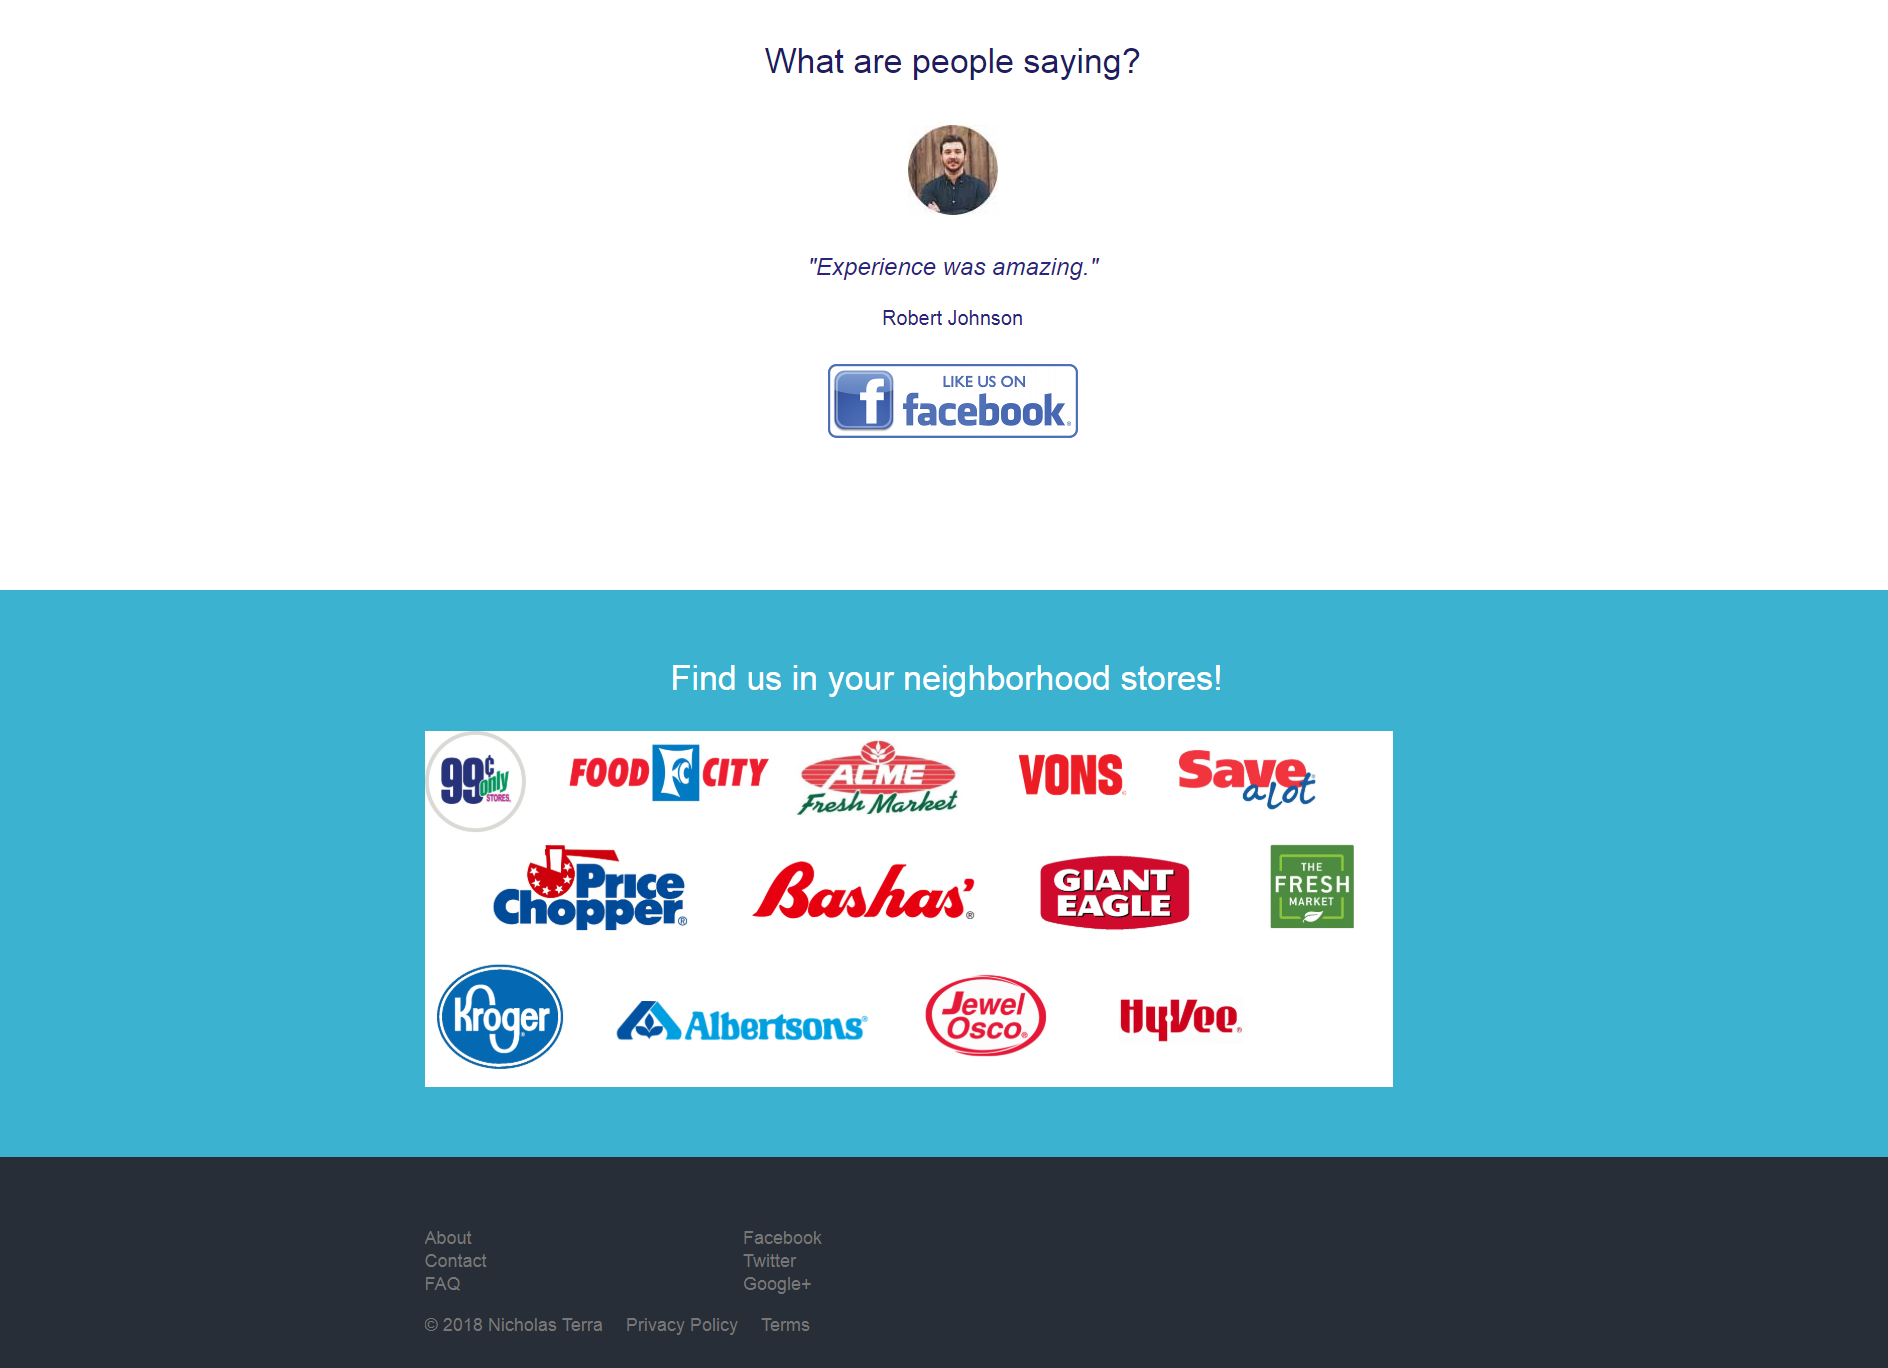 What are people saying?
"Experience was amazing."
Robert Johnson
LIKE US ON
facebook.
Find us in your neighborhood stores!
99¢ only STORES.
FOOD FC CITY
ACME
Fresh Market
VONS
Save
a Lot
Price
Chopper®
Bashas'®
GIANT
EAGLE
THE
FRESH
MARKET
Kroger
Albertsons®
Jewel
Osco®
HyVee®
About
Contact
FAQ
Facebook
Twitter
Google+
© 2018 Nicholas Terra Privacy Policy Terms